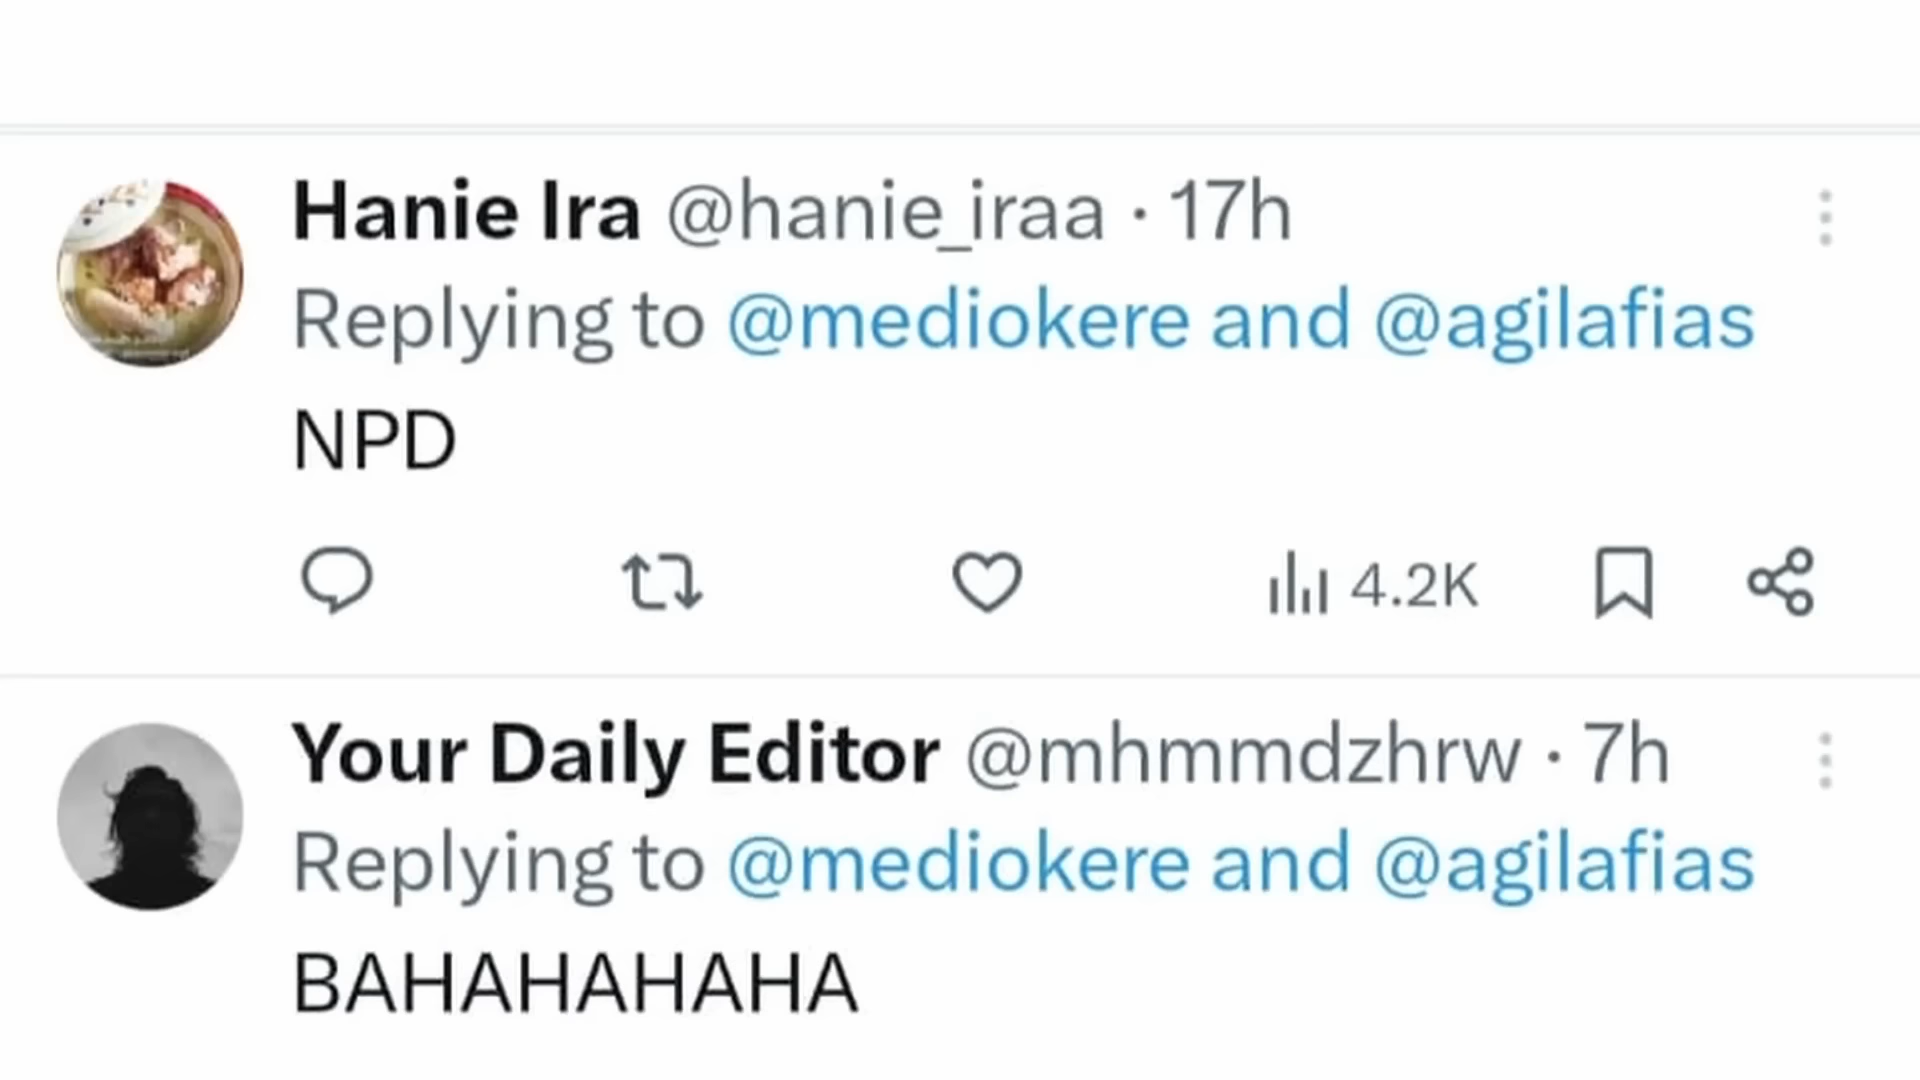 Hanie Ira @hanie_iraa · 17h
Replying to @mediokere and @agilafias
NPD
4.2K
Your Daily Editor @mhmmdzhrw · 7h
Replying to @mediokere and @agilafias
BAHAHAHAHA